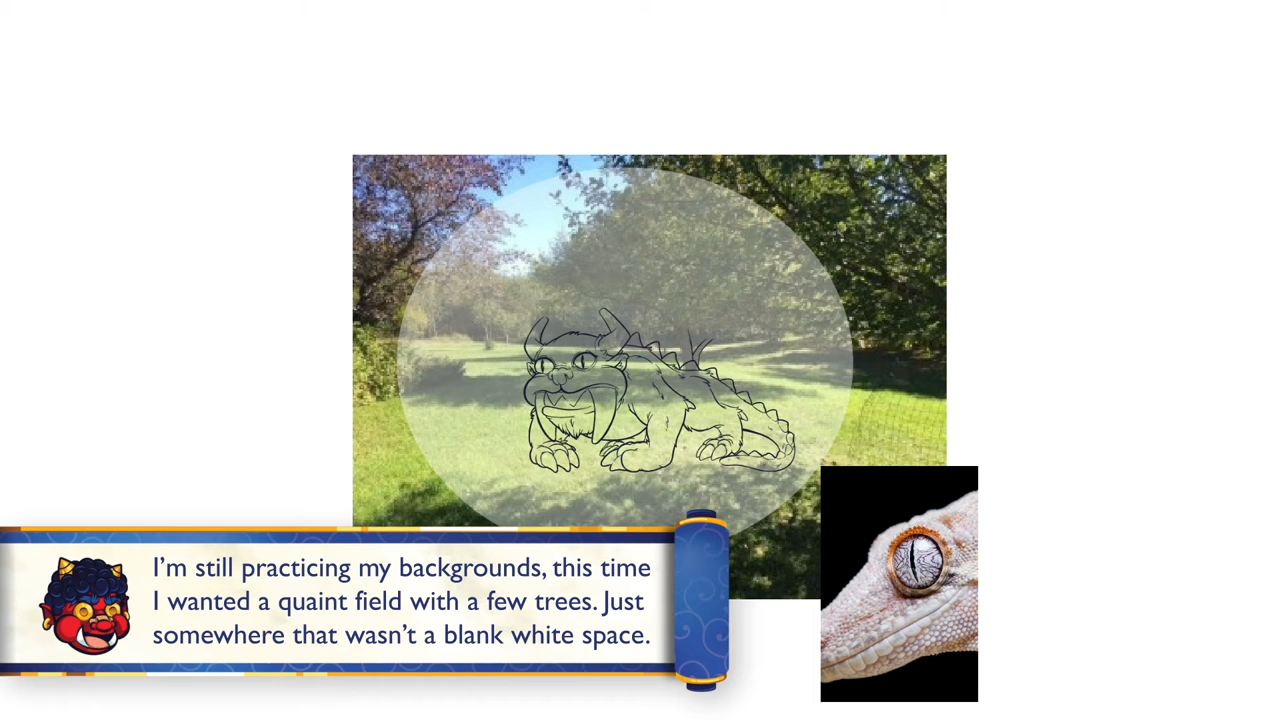 I’m still practicing my backgrounds, this time
I wanted a quaint field with a few trees. Just
somewhere that wasn’t a blank white space.